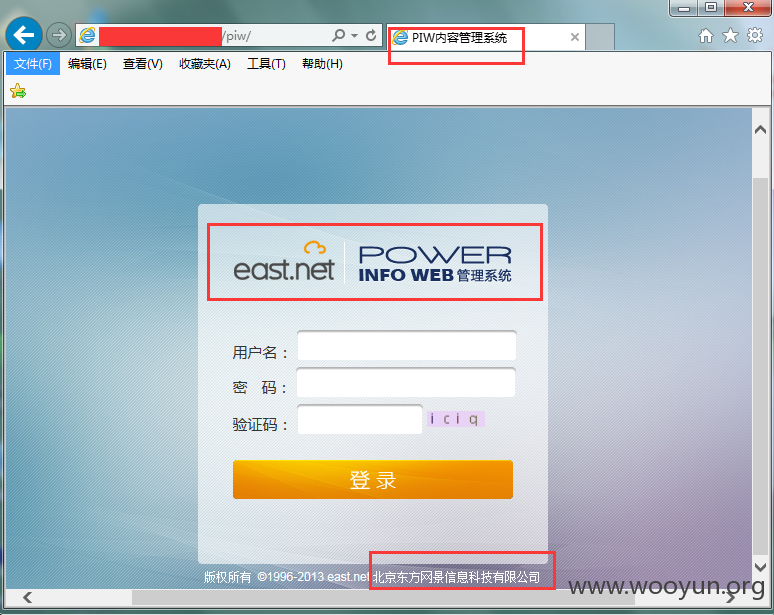 /piw/
PIW内容管理系统
文件(F) 编辑(E) 查看(V) 收藏夹(A) 工具(T) 帮助(H)
east.net
POWER
INFO WEB 管理系统
用户名：
密 码：
验证码： i c i q
登录
版权所有 ©1996-2013 east.net 北京东方网景信息科技有限公司
www.wooyun.org